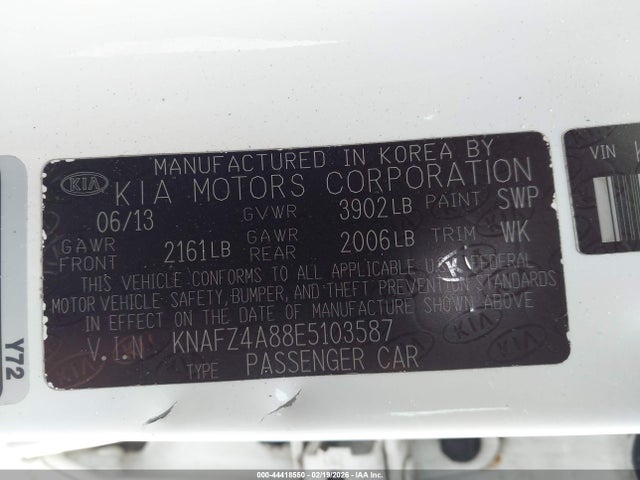 MANUFACTURED IN KOREA BY
KIA KIA MOTORS CORPORATION
06/13 GVWR 3902LB PAINT SWP
GAWR FRONT 2161LB GAWR REAR 2006LB TRIM WK
THIS VEHICLE CONFORMS TO ALL APPLICABLE FEDERAL
MOTOR VEHICLE SAFETY, BUMPER, AND THEFT PREVENTION STANDARDS
IN EFFECT ON THE DATE OF MANUFACTURE SHOWN ABOVE
V.I.N KNAFZ4A88E5103587
TYPE PASSENGER CAR
KIA
VIN K
Y72
000-44418550 - 02/19/2026 - IAA Inc.